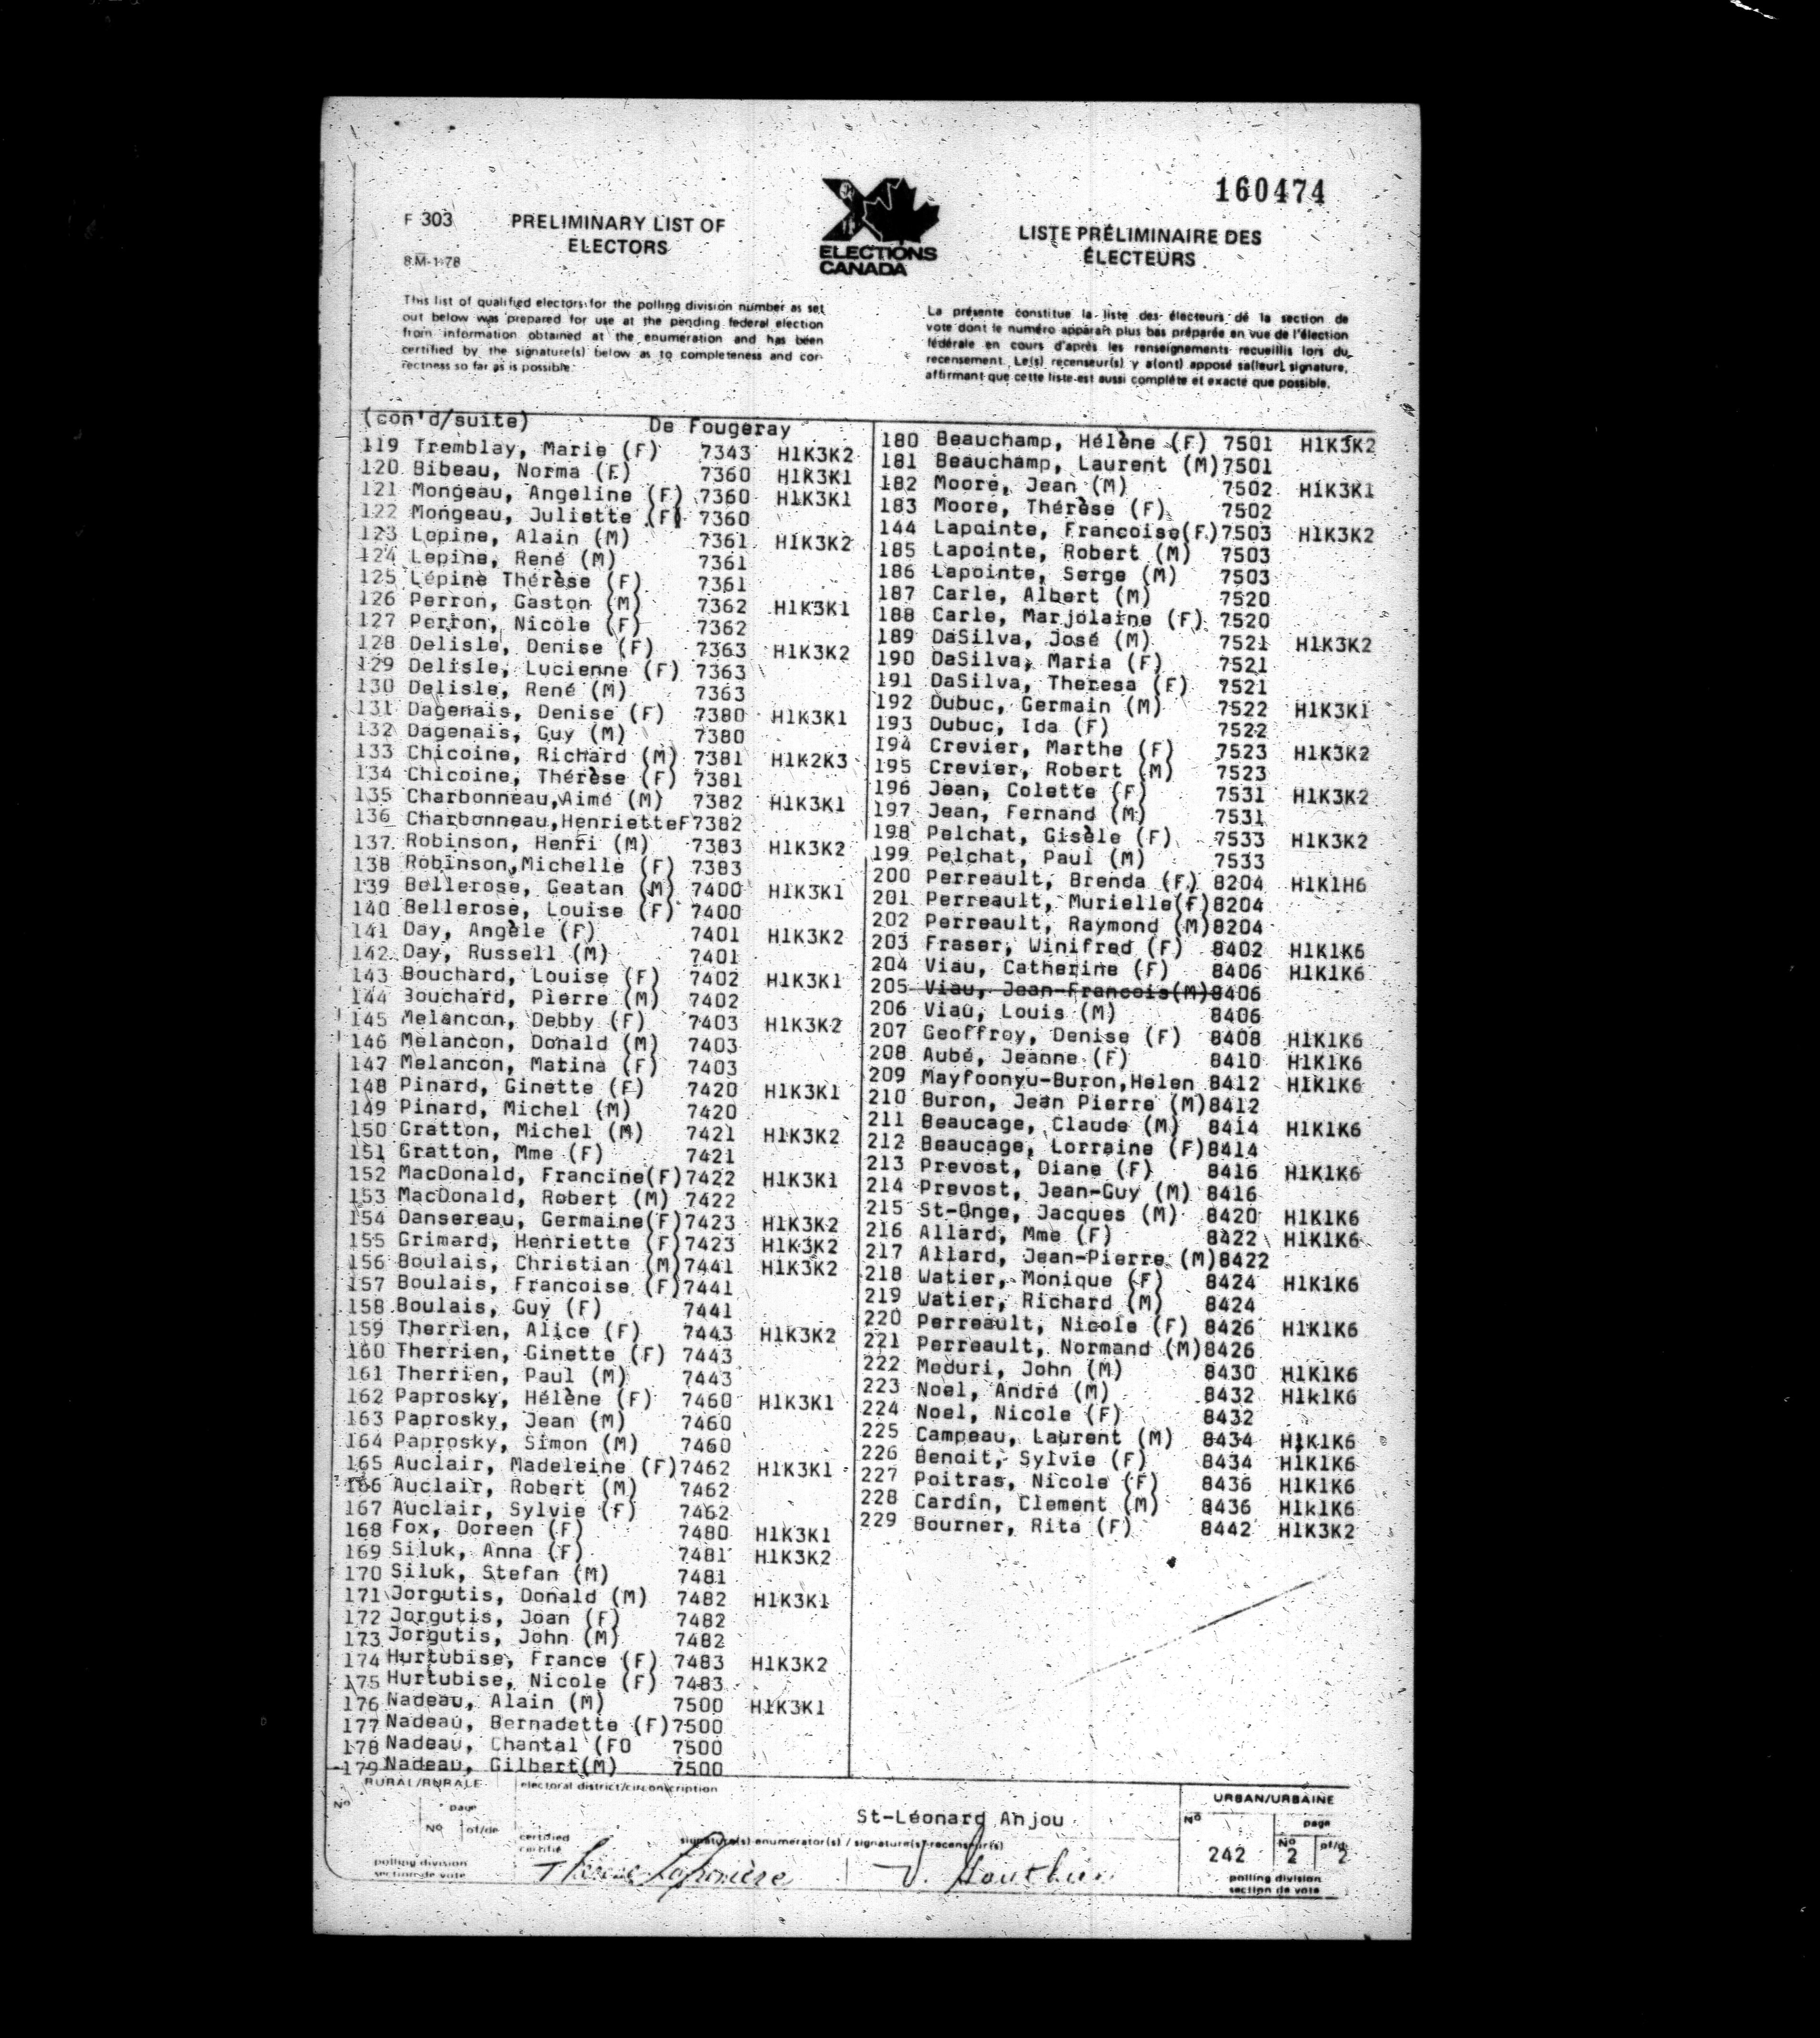 160474
F 303
PRELIMINARY LIST OF
ELECTORS
8M-1-78
ELECTIONS
CANADA
LISTE PRÉLIMINAIRE DES
ÉLECTEURS
This list of qualified electors for the polling division number as set
out below was prepared for use at the pending federal election
from information obtained at the enumeration and has been
certified by the signature(s) below as to completeness and cor-
rectness so far as is possible.
La présente constitue la liste des électeurs de la section de
vote dont le numéro apparaît plus bas préparée en vue de l'élection
fédérale en cours d'après les renseignements recueillis lors du
recensement. Le(s) recenseur(s) y a(ont) apposé sa(leur) signature,
affirmant que cette liste est aussi complète et exacte que possible.
(con'd/suite) De Fougeray
119 Tremblay, Marie (F) 7343 H1K3K2
120 Bibeau, Norma (F) 7360 H1K3K1
121 Mongeau, Angeline (F) 7360 H1K3K1
122 Mongeau, Juliette (F) 7360
123 Lepine, Alain (M) 7361 H1K3K2
124 Lepine, René (M) 7361
125 Lépine Thérèse (F) 7361
126 Perron, Gaston (M) 7362 H1K3K1
127 Perron, Nicole (F) 7362
128 Delisle, Denise (F) 7363 H1K3K2
129 Delisle, Lucienne (F) 7363
130 Delisle, René (M) 7363
131 Dagenais, Denise (F) 7380 H1K3K1
132 Dagenais, Guy (M) 7380
133 Chicoine, Richard (M) 7381 H1K2K3
134 Chicoine, Thérèse (F) 7381
135 Charbonneau,Aimé (M) 7382 H1K3K1
136 Charbonneau,HenrietteF7382
137 Robinson, Henri (M) 7383 H1K3K2
138 Robinson,Michelle (F) 7383
139 Bellerose, Geatan (M) 7400 H1K3K1
140 Bellerose, Louise (F) 7400
141 Day, Angèle (F) 7401 H1K3K2
142 Day, Russell (M) 7401
143 Bouchard, Louise (F) 7402 H1K3K1
144 Bouchard, Pierre (M) 7402
145 Melancon, Debby (F) 7403 H1K3K2
146 Melancon, Donald (M) 7403
147 Melancon, Matina (F) 7403
148 Pinard, Ginette (F) 7420 H1K3K1
149 Pinard, Michel (M) 7420
150 Gratton, Michel (M) 7421 H1K3K2
151 Gratton, Mme (F) 7421
152 MacDonald, Francine(F)7422 H1K3K1
153 MacDonald, Robert (M) 7422
154 Dansereau, Germaine(F)7423 H1K3K2
155 Grimard, Henriette (F)7423 H1K3K2
156 Boulais, Christian (M)7441 H1K3K2
157 Boulais, Francoise (F)7441
158 Boulais, Guy (F) 7441
159 Therrien, Alice (F) 7443 H1K3K2
160 Therrien, Ginette (F) 7443
161 Therrien, Paul (M) 7443
162 Paprosky, Hélène (F) 7460 H1K3K1
163 Paprosky, Jean (M) 7460
164 Paprosky, Simon (M) 7460
165 Auclair, Madeleine (F)7462 H1K3K1
166 Auclair, Robert (M) 7462
167 Auclair, Sylvie (F) 7462
168 Fox, Doreen (F) 7480 H1K3K1
169 Siluk, Anna (F) 7481 H1K3K2
170 Siluk, Stefan (M) 7481
171 Jorgutis, Donald (M) 7482 H1K3K1
172 Jorgutis, Joan (F) 7482
173 Jorgutis, John (M) 7482
174 Hurtubise, France (F) 7483 H1K3K2
175 Hurtubise, Nicole (F) 7483
176 Nadeau, Alain (M) 7500 H1K3K1
177 Nadeau, Bernadette (F)7500
178 Nadeau, Chantal (FO 7500
179 Nadeau, Gilbert(M) 7500
180 Beauchamp, Hélène (F) 7501 H1K3K2
181 Beauchamp, Laurent (M)7501
182 Moore, Jean (M) 7502 H1K3K1
183 Moore, Thérèse (F) 7502
144 Lapointe, Francoise(F)7503 H1K3K2
185 Lapointe, Robert (M) 7503
186 Lapointe, Serge (M) 7503
187 Carle, Albert (M) 7520
188 Carle, Marjolaine (F) 7520
189 DaSilva, José (M) 7521 H1K3K2
190 DaSilva, Maria (F) 7521
191 DaSilva, Theresa (F) 7521
192 Dubuc, Germain (M) 7522 H1K3K1
193 Dubuc, Ida (F) 7522
194 Crevier, Marthe (F) 7523 H1K3K2
195 Crevier, Robert (M) 7523
196 Jean, Colette (F) 7531 H1K3K2
197 Jean, Fernand (M) 7531
198 Pelchat, Gisèle (F) 7533 H1K3K2
199 Pelchat, Paul (M) 7533
200 Perreault, Brenda (F) 8204 H1K1H6
201 Perreault, Murielle(F)8204
202 Perreault, Raymond (M)8204
203 Fraser, Winifred (F) 8402 H1K1K6
204 Viau, Catherine (F) 8406 H1K1K6
205 Viau, Jean-Francois(M)8406
206 Viau, Louis (M) 8406
207 Geoffroy, Denise (F) 8408 H1K1K6
208 Aubé, Jeanne (F) 8410 H1K1K6
209 Mayfoonyu-Buron,Helen 8412 H1K1K6
210 Buron, Jean Pierre (M)8412
211 Beaucage, Claude (M) 8414 H1K1K6
212 Beaucage, Lorraine (F)8414
213 Prevost, Diane (F) 8416 H1K1K6
214 Prevost, Jean-Guy (M) 8416
215 St-Onge, Jacques (M) 8420 H1K1K6
216 Allard, Mme (F) 8422 H1K1K6
217 Allard, Jean-Pierre (M)8422
218 Watier, Monique (F) 8424 H1K1K6
219 Watier, Richard (M) 8424
220 Perreault, Nicole (F) 8426 H1K1K6
221 Perreault, Normand (M)8426
222 Meduri, John (M) 8430 H1K1K6
223 Noel, André (M) 8432 H1k1K6
224 Noel, Nicole (F) 8432
225 Campeau, Laurent (M) 8434 H1K1K6
226 Benoit, Sylvie (F) 8434 H1K1K6
227 Poitras, Nicole (F) 8436 H1K1K6
228 Cardin, Clement (M) 8436 H1k1K6
229 Bourner, Rita (F) 8442 H1K3K2
RURAL/RURALE
No
page
No of/de
polling division
section de vote
electoral district/circonscription
St-Léonard Anjou
certified
certifié
signature(s) enumerator(s) / signature(s) recenseur(s)
URBAN/URBAINE
No 242
page
No 2 of/de 2
polling division
section de vote